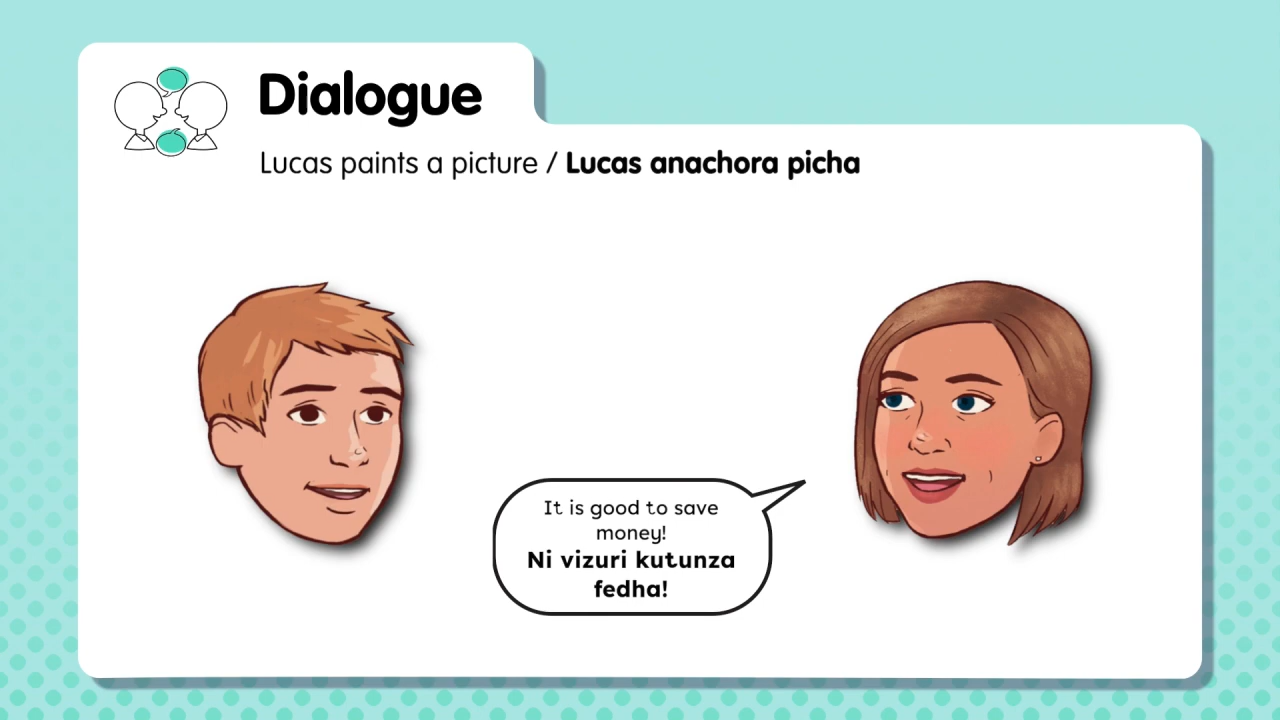 Dialogue
Lucas paints a picture / Lucas anachora picha
It is good to save
money!
Ni vizuri kutunza
fedha!